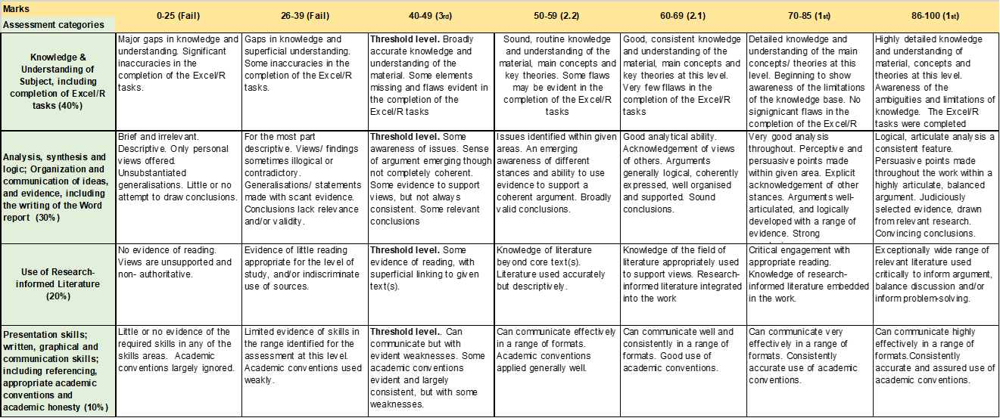 Marks
Assessment categories
0-25 (Fail)
26-39 (Fail)
40-49 (3rd)
50-59 (2.2)
60-69 (2.1)
70-85 (1st)
86-100 (1st)
Knowledge &
Understanding of
Subject, including
completion of Excel/R
tasks (40%)
Major gaps in knowledge and
understanding. Significant
inaccuracies in the
completion of the Excel/R
tasks.
Gaps in knowledge and
superficial understanding.
Some inaccuracies in the
completion of the Excel/R
tasks.
Threshold level. Broadly
accurate knowledge and
understanding of the
material. Some elements
missing and flaws evident in
the completion of the
Excel/R tasks
Sound, routine knowledge
and understanding of the
material, main concepts and
key theories. Some flaws
may be evident in the
completion of the Excel/R
tasks
Good, consistent knowledge
and understanding of the
material, main concepts and
key theories at this level.
Very few fllaws in the
completion of the Excel/R
tasks
Detailed knowledge and
understanding of the main
concepts/ theories at this
level. Beginning to show
awareness of the limitations
of the knowledge base. No
signignicant flaws in the
completion of the Excel/R
Highly detailed knowledge
and understanding of
material, concepts and
theories at this level.
Awareness of the
ambiguities and limitations of
knowledge. The Excel/R
tasks were completed
Analysis, synthesis and
logic; Organization and
communication of ideas,
and evidence, including
the writing of the Word
report (30%)
Brief and irrelevant.
Descriptive. Only personal
views offered.
Unsubstantiated
generalisations. Little or no
attempt to draw conclusions.
For the most part
descriptive. Views/ findings
sometimes illogical or
contradictory.
Generalisations/ statements
made with scant evidence.
Conclusions lack relevance
and/or validity.
Threshold level. Some
awareness of issues. Sense
of argument emerging though
not completely coherent.
Some evidence to support
views, but not always
consistent. Some relevant
conclusions
Issues identified within given
areas. An emerging
awareness of different
stances and ability to use
evidence to support a
coherent argument. Broadly
valid conclusions.
Good analytical ability.
Acknowledgement of views
of others. Arguments
generally logical, coherently
expressed, well organised
and supported. Sound
conclusions.
Very good analysis
throughout. Perceptive and
persuasive points made
within given area. Explicit
acknowledgement of other
stances. Arguments well-
articulated, and logically
developed with a range of
evidence. Strong
Logical, articulate analysis a
consistent feature.
Persuasive points made
throughout the work within a
highly articulate, balanced
argument. Judiciously
selected evidence, drawn
from relevant research.
Convincing conclusions.
Use of Research-
informed Literature
(20%)
No evidence of reading.
Views are unsupported and
non- authoritative.
Evidence of little reading
appropriate for the level of
study, and/or indiscriminate
use of sources.
Threshold level. Some
evidence of reading, with
superficial linking to given
text(s).
Knowledge of literature
beyond core text(s).
Literature used accurately
but descriptively.
Knowledge of the field of
literature appropriately used
to support views. Research-
informed literature integrated
into the work
Critical engagement with
appropriate reading.
Knowledge of research-
informed literature embedded
in the work.
Exceptionally wide range of
relevant literature used
critically to inform argument,
balance discussion and/or
inform problem-solving.
Presentation skills;
written, graphical and
communication skills;
including referencing,
appropriate academic
conventions and
academic honesty (10%)
Little or no evidence of the
required skills in any of the
skills areas. Academic
conventions largely ignored.
Limited evidence of skills in
the range identified for the
assessment at this level.
Academic conventions used
weakly.
Threshold level.. Can
communicate but with
evident weaknesses. Some
academic conventions
evident and largely
consistent, but with some
weaknesses.
Can communicate effectively
in a range of formats.
Academic conventions
applied generally well.
Can communicate well and
consistently in a range of
formats. Good use of
academic conventions.
Can communicate very
effectively in a range of
formats. Consistently
accurate use of academic
conventions.
Can communicate highly
effectively in a range of
formats.Consistently
accurate and assured use of
academic conventions.